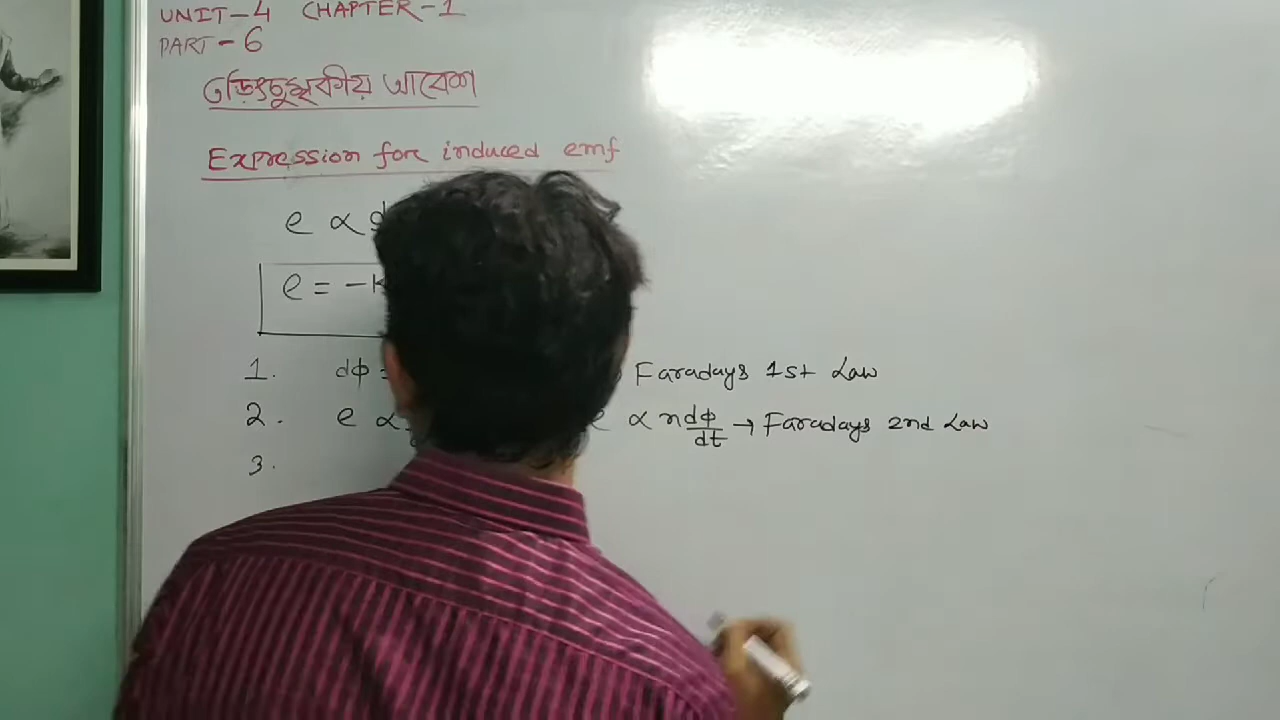 UNIT-4 CHAPTER-1
PART-6
তড়িৎচুম্বকীয় আবেশ
Expression for induced emf
e ∝ d
e = -K
1. dϕ = Faradays 1st Law
2. e ∝ e ∝ n dϕ/dt → Faradays 2nd Law
3.